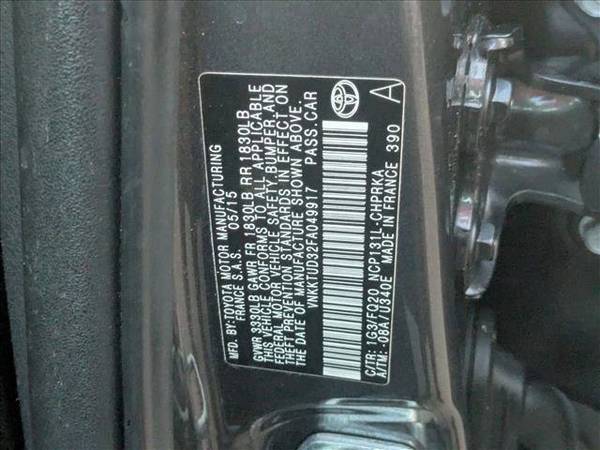 MFD. BY:TOYOTA MOTOR MANUFACTURING
FRANCE S.A.S. 05/15
GVWR 3330LB GAWR FR 1830LB RR 1830LB
THIS VEHICLE CONFORMS TO ALL APPLICABLE
FEDERAL MOTOR VEHICLE SAFETY, BUMPER, AND
THEFT PREVENTION STANDARDS IN EFFECT ON
THE DATE OF MANUFACTURE SHOWN ABOVE.
VNKKTUD32FA049917 PASS.CAR
C/TR: 1G3/FQ20 NCP131L-CHPRKA
A/TM: -08A/U340E MADE IN FRANCE 390
A